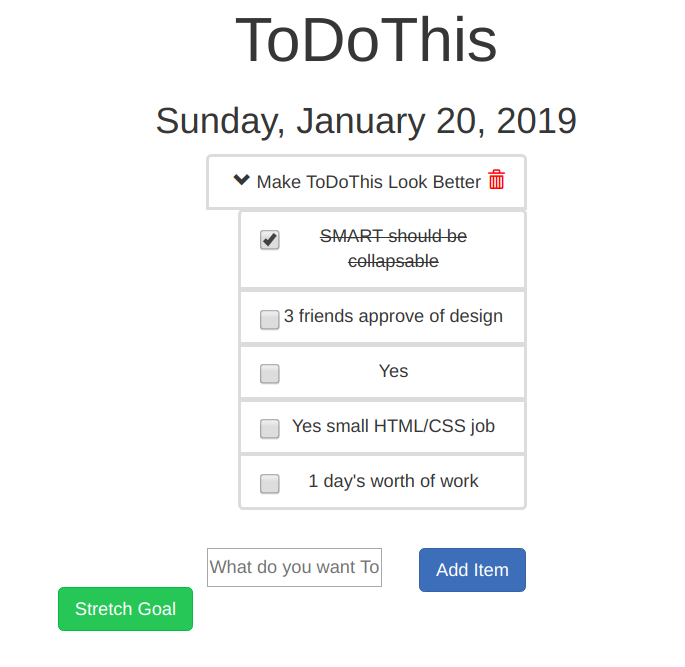 ToDoThis
Sunday, January 20, 2019
Make ToDoThis Look Better
SMART should be
collapsable
3 friends approve of design
Yes
Yes small HTML/CSS job
1 day's worth of work
What do you want To
Add Item
Stretch Goal